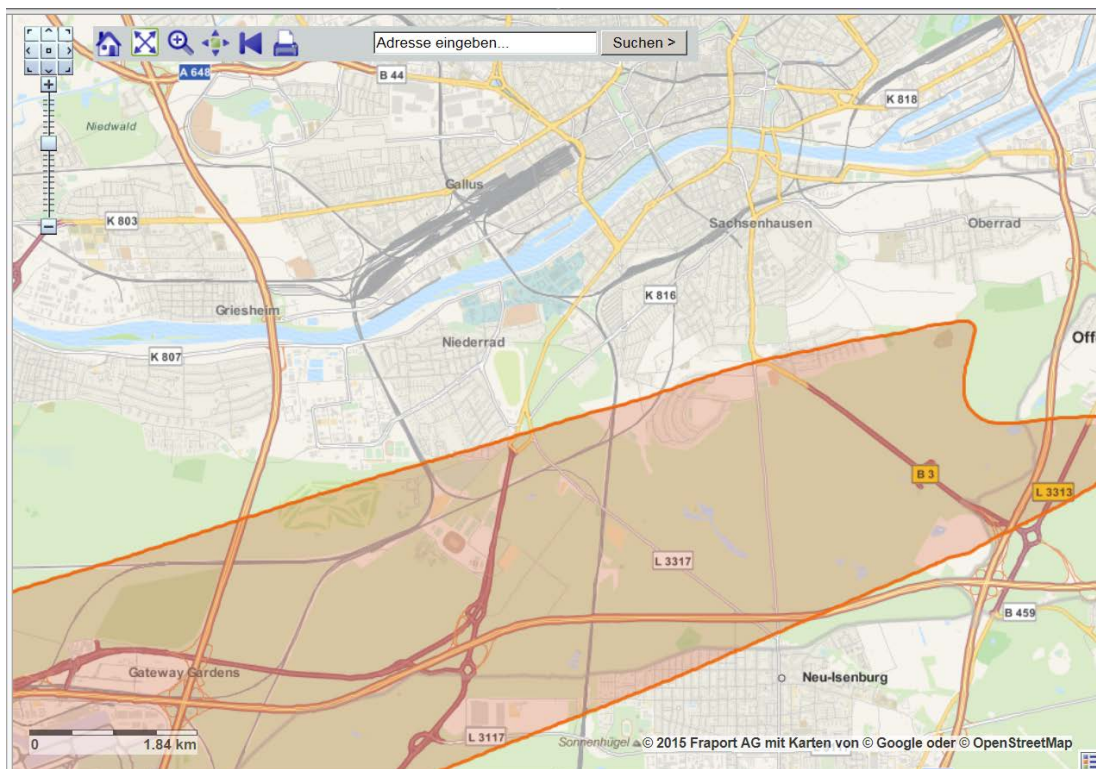 Adresse eingeben...
Suchen >
A 648
B 44
K 818
Niedwald
Gallus
K 803
Sachsenhausen
Oberrad
K 816
Griesheim
Niederrad
K 807
Offe
B 3
L 3313
L 3317
B 459
Gateway Gardens
Neu-Isenburg
L 3117
Sonnenhügel
0 1.84 km
© 2015 Fraport AG mit Karten von © Google oder © OpenStreetMap